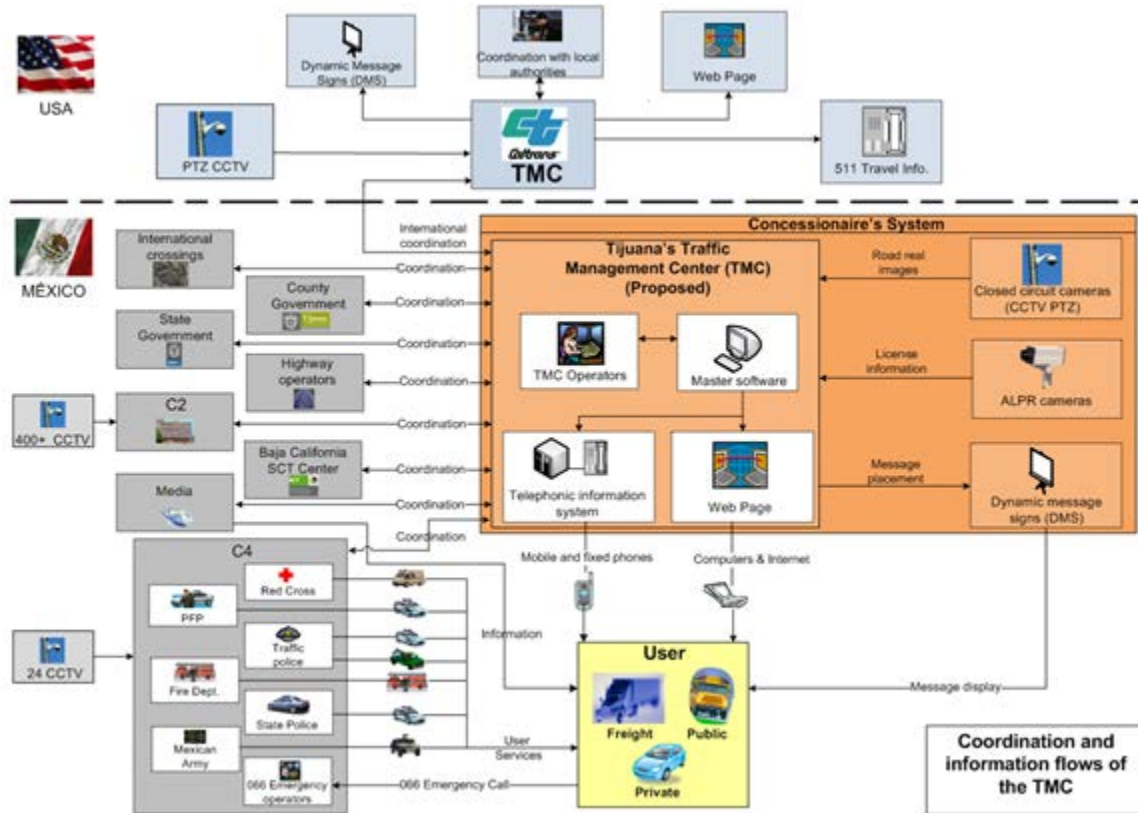 USA
Dynamic Message
Signs (DMS)
Coordination with local
authorities
Web Page
PTZ CCTV
Caltrans
TMC
511 Travel Info.
MÉXICO
International
crossings
County
Government
State
Government
Highway
operators
400+ CCTV
C2
Baja California
SCT Center
Media
International
coordination
Coordination
Coordination
Coordination
Coordination
Coordination
Coordination
Coordination
Coordination
Concessionaire's System
Tijuana's Traffic
Management Center (TMC)
(Proposed)
TMC Operators
Master software
Telephonic information
system
Web Page
Road real
images
Closed circuit cameras
(CCTV PTZ)
License
information
ALPR cameras
Message
placement
Dynamic message
signs (DMS)
Mobile and fixed phones
Computers & Internet
C4
Red Cross
PFP
Traffic
police
24 CCTV
Fire Dept.
State Police
Mexican
Army
066 Emergency
operators
Information
User
Services
066 Emergency Call
User
Freight
Public
Private
Message display
Coordination and
information flows of
the TMC